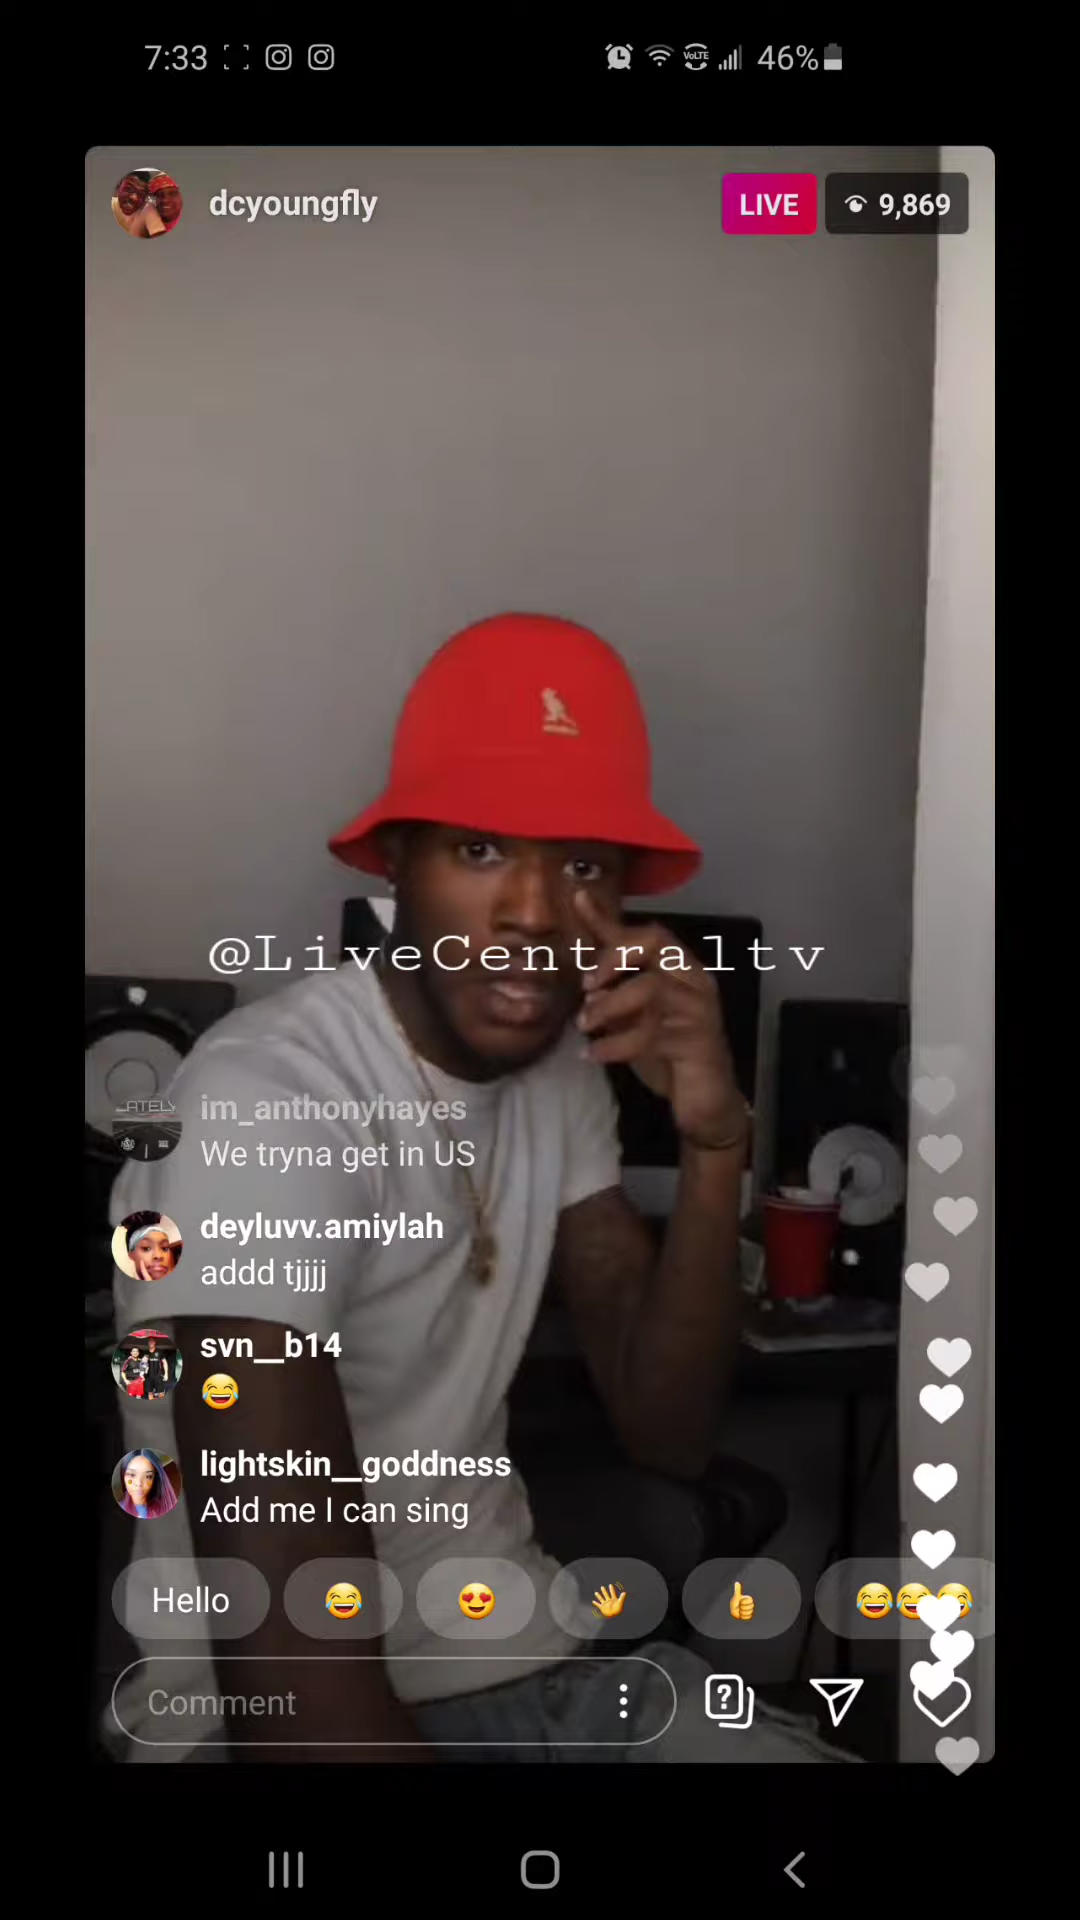 7:33
46%
dcyoungfly
LIVE
9,869
@LiveCentraltv
im_anthonyhayes
We tryna get in US
deyluvv.amiylah
addd tjjjj
svn__b14
😂
lightskin__goddness
Add me I can sing
Hello 😂 😍 👋 👍 😂😂😂
Comment